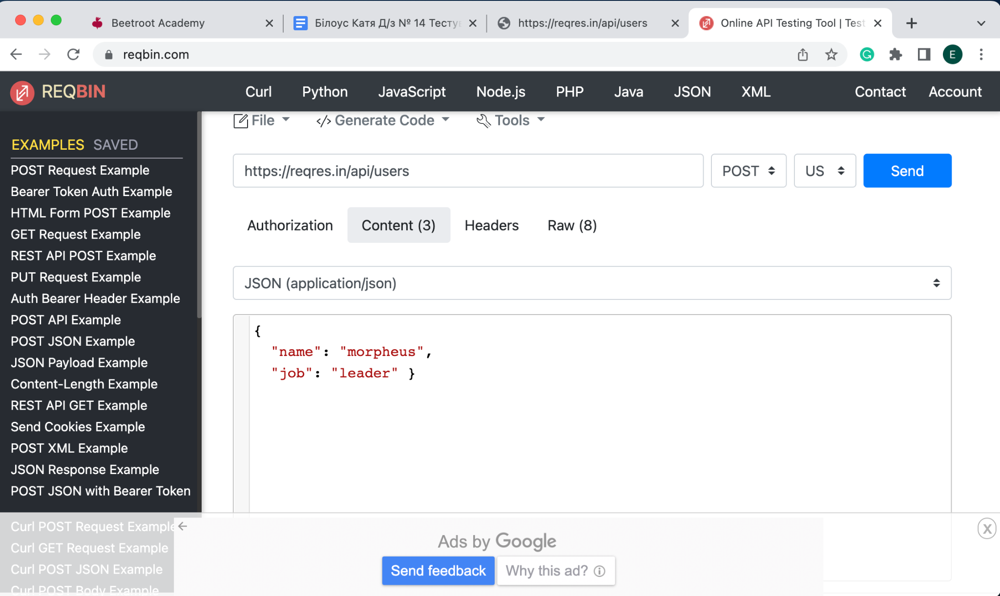 Beetroot Academy
Білоус Катя Д/з № 14 Тесту
https://reqres.in/api/users
Online API Testing Tool | Test
reqbin.com
E
REQBIN
Curl Python JavaScript Node.js PHP Java JSON XML Contact Account
File
</> Generate Code
Tools
EXAMPLES SAVED
POST Request Example
Bearer Token Auth Example
HTML Form POST Example
GET Request Example
REST API POST Example
PUT Request Example
Auth Bearer Header Example
POST API Example
POST JSON Example
JSON Payload Example
Content-Length Example
REST API GET Example
Send Cookies Example
POST XML Example
JSON Response Example
POST JSON with Bearer Token
Curl POST Request Example
Curl GET Request Example
Curl POST JSON Example
Curl POST Body Example
https://reqres.in/api/users
POST
US
Send
Authorization Content (3) Headers Raw (8)
JSON (application/json)
{
"name": "morpheus",
"job": "leader" }
Ads by Google
Send feedback
Why this ad?
X